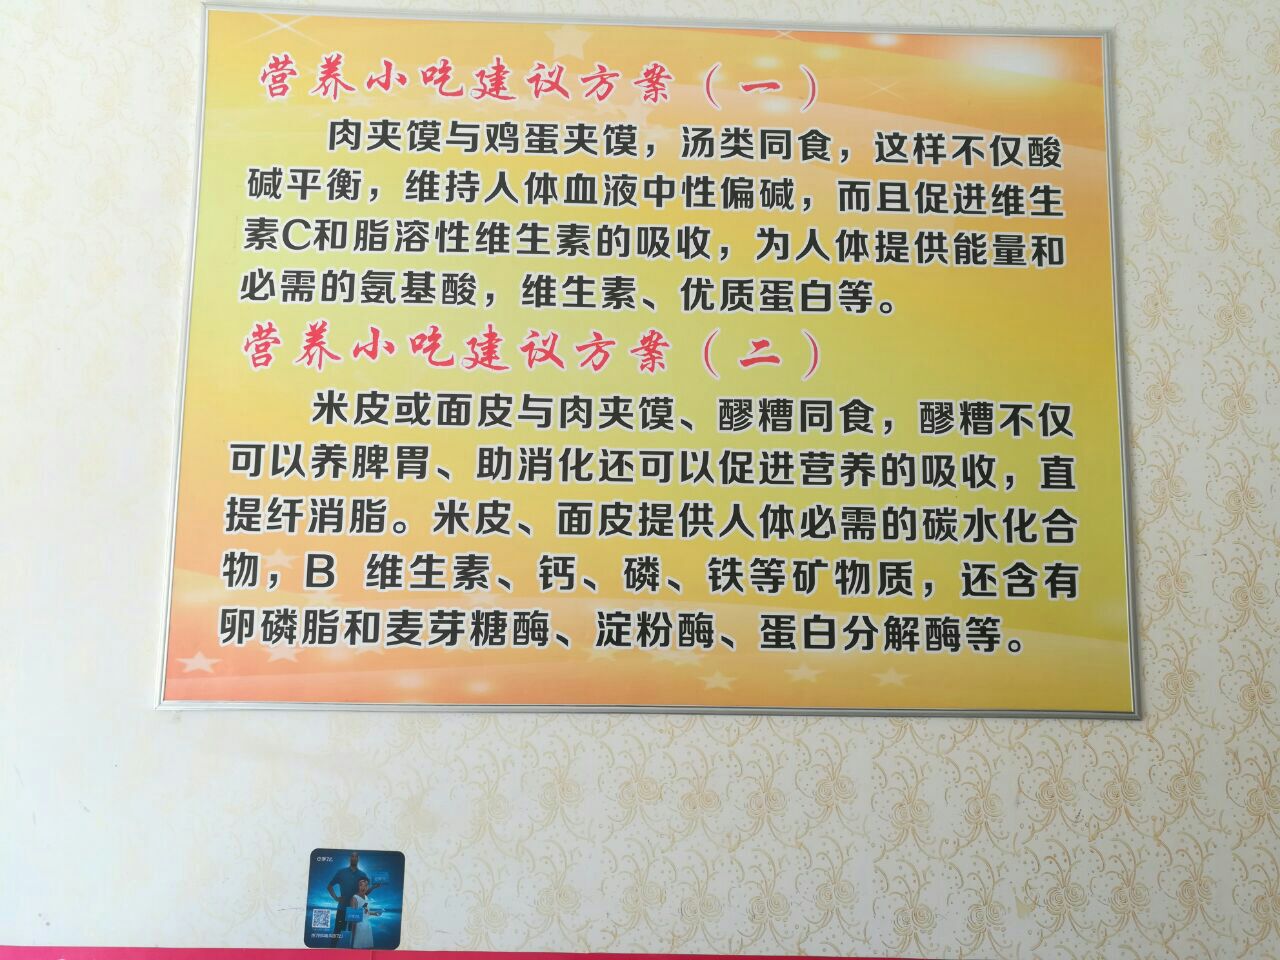 营养小吃建议方案（一）
肉夹馍与鸡蛋夹馍，汤类同食，这样不仅酸
碱平衡，维持人体血液中性偏碱，而且促进维生
素C和脂溶性维生素的吸收，为人体提供能量和
必需的氨基酸，维生素、优质蛋白等。
营养小吃建议方案（二）
米皮或面皮与肉夹馍、醪糟同食，醪糟不仅
可以养脾胃、助消化还可以促进营养的吸收，直
提纤消脂。米皮、面皮提供人体必需的碳水化合
物，B 维生素、钙、磷、铁等矿物质，还含有
卵磷脂和麦芽糖酶、淀粉酶、蛋白分解酶等。